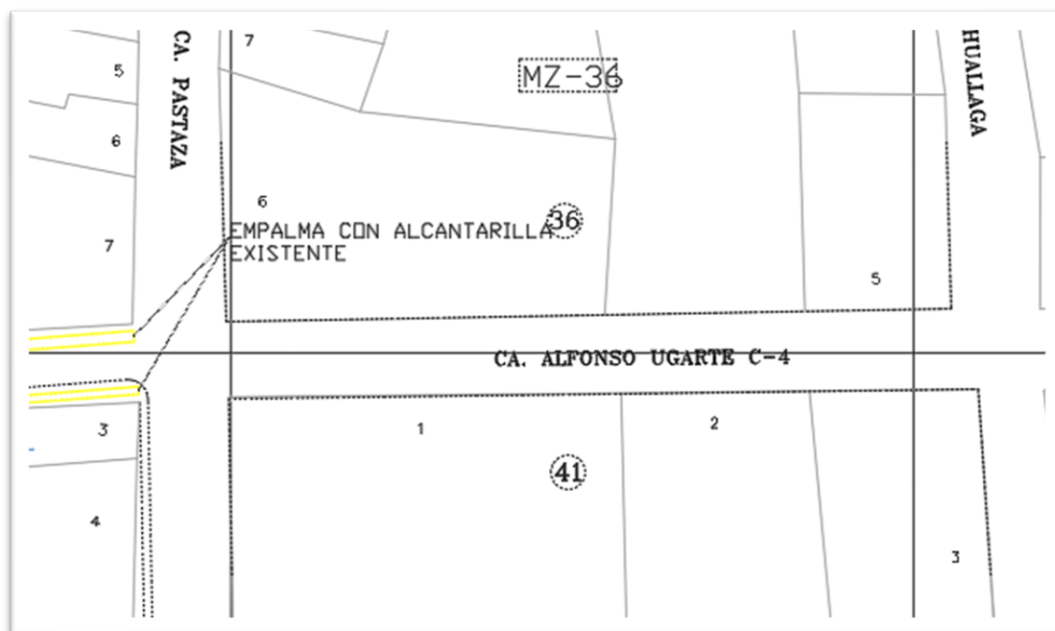 CA. PASTAZA
HUALLAGA
7
5
MZ-36
6
6
36
7
EMPALMA CON ALCANTARILLA
EXISTENTE
5
CA. ALFONSO UGARTE C-4
3
1
2
41
4
3